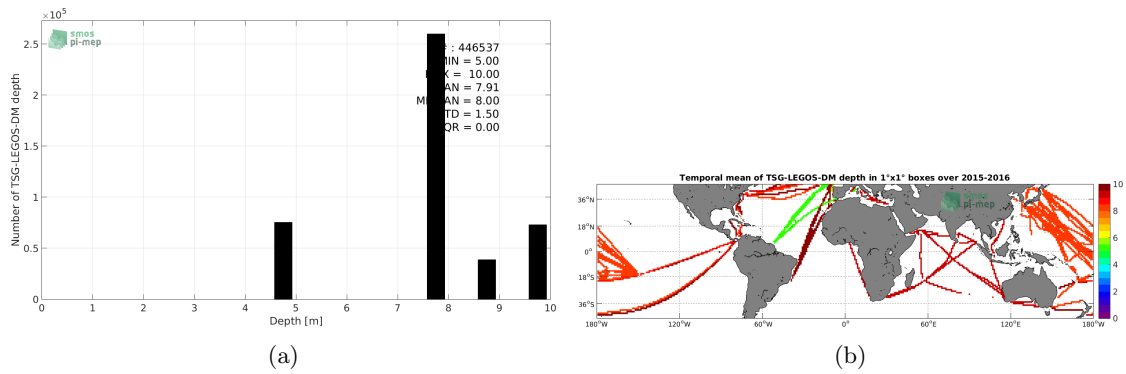 ×10⁵
smos
pi-mep
: 446537
MIN = 5.00
= 10.00
= 7.91
= 8.00
= 1.50
= 0.00
2.5
2
1.5
1
0.5
0
Number of TSG-LEGOS-DM depth
0 1 2 3 4 5 6 7 8 9 10
Depth [m]
(a)
Temporal mean of TSG-LEGOS-DM depth in 1°x1° boxes over 2015-2016
smos
pi-mep
36°N
18°N
0°
18°S
36°S
180°W 120°W 60°W 0° 60°E 120°E 180°W
10
8
6
4
2
0
(b)